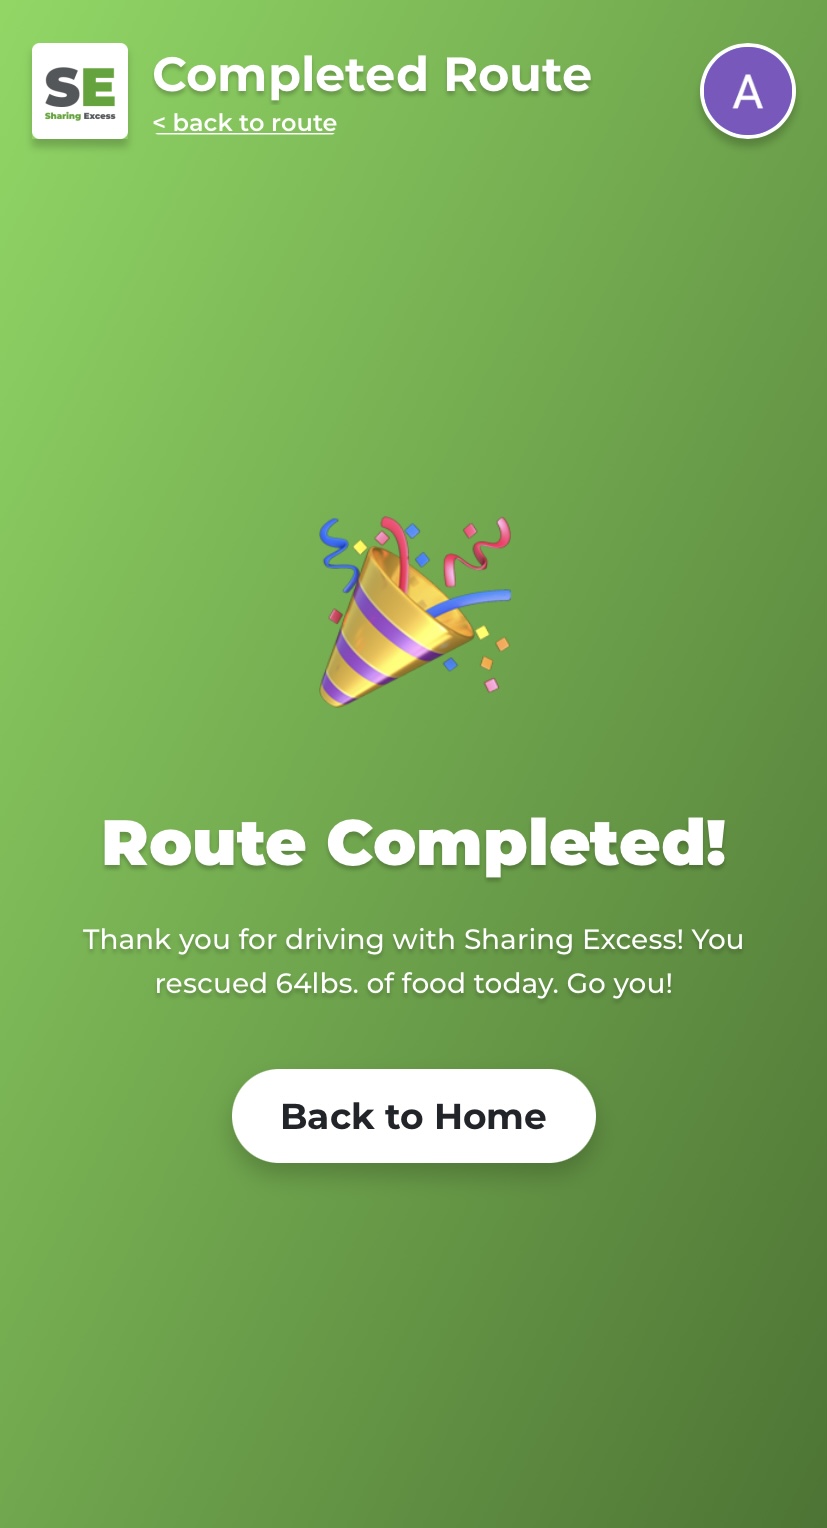 SE
Sharing Excess
Completed Route
< back to route
A
Route Completed!
Thank you for driving with Sharing Excess! You
rescued 64lbs. of food today. Go you!
Back to Home